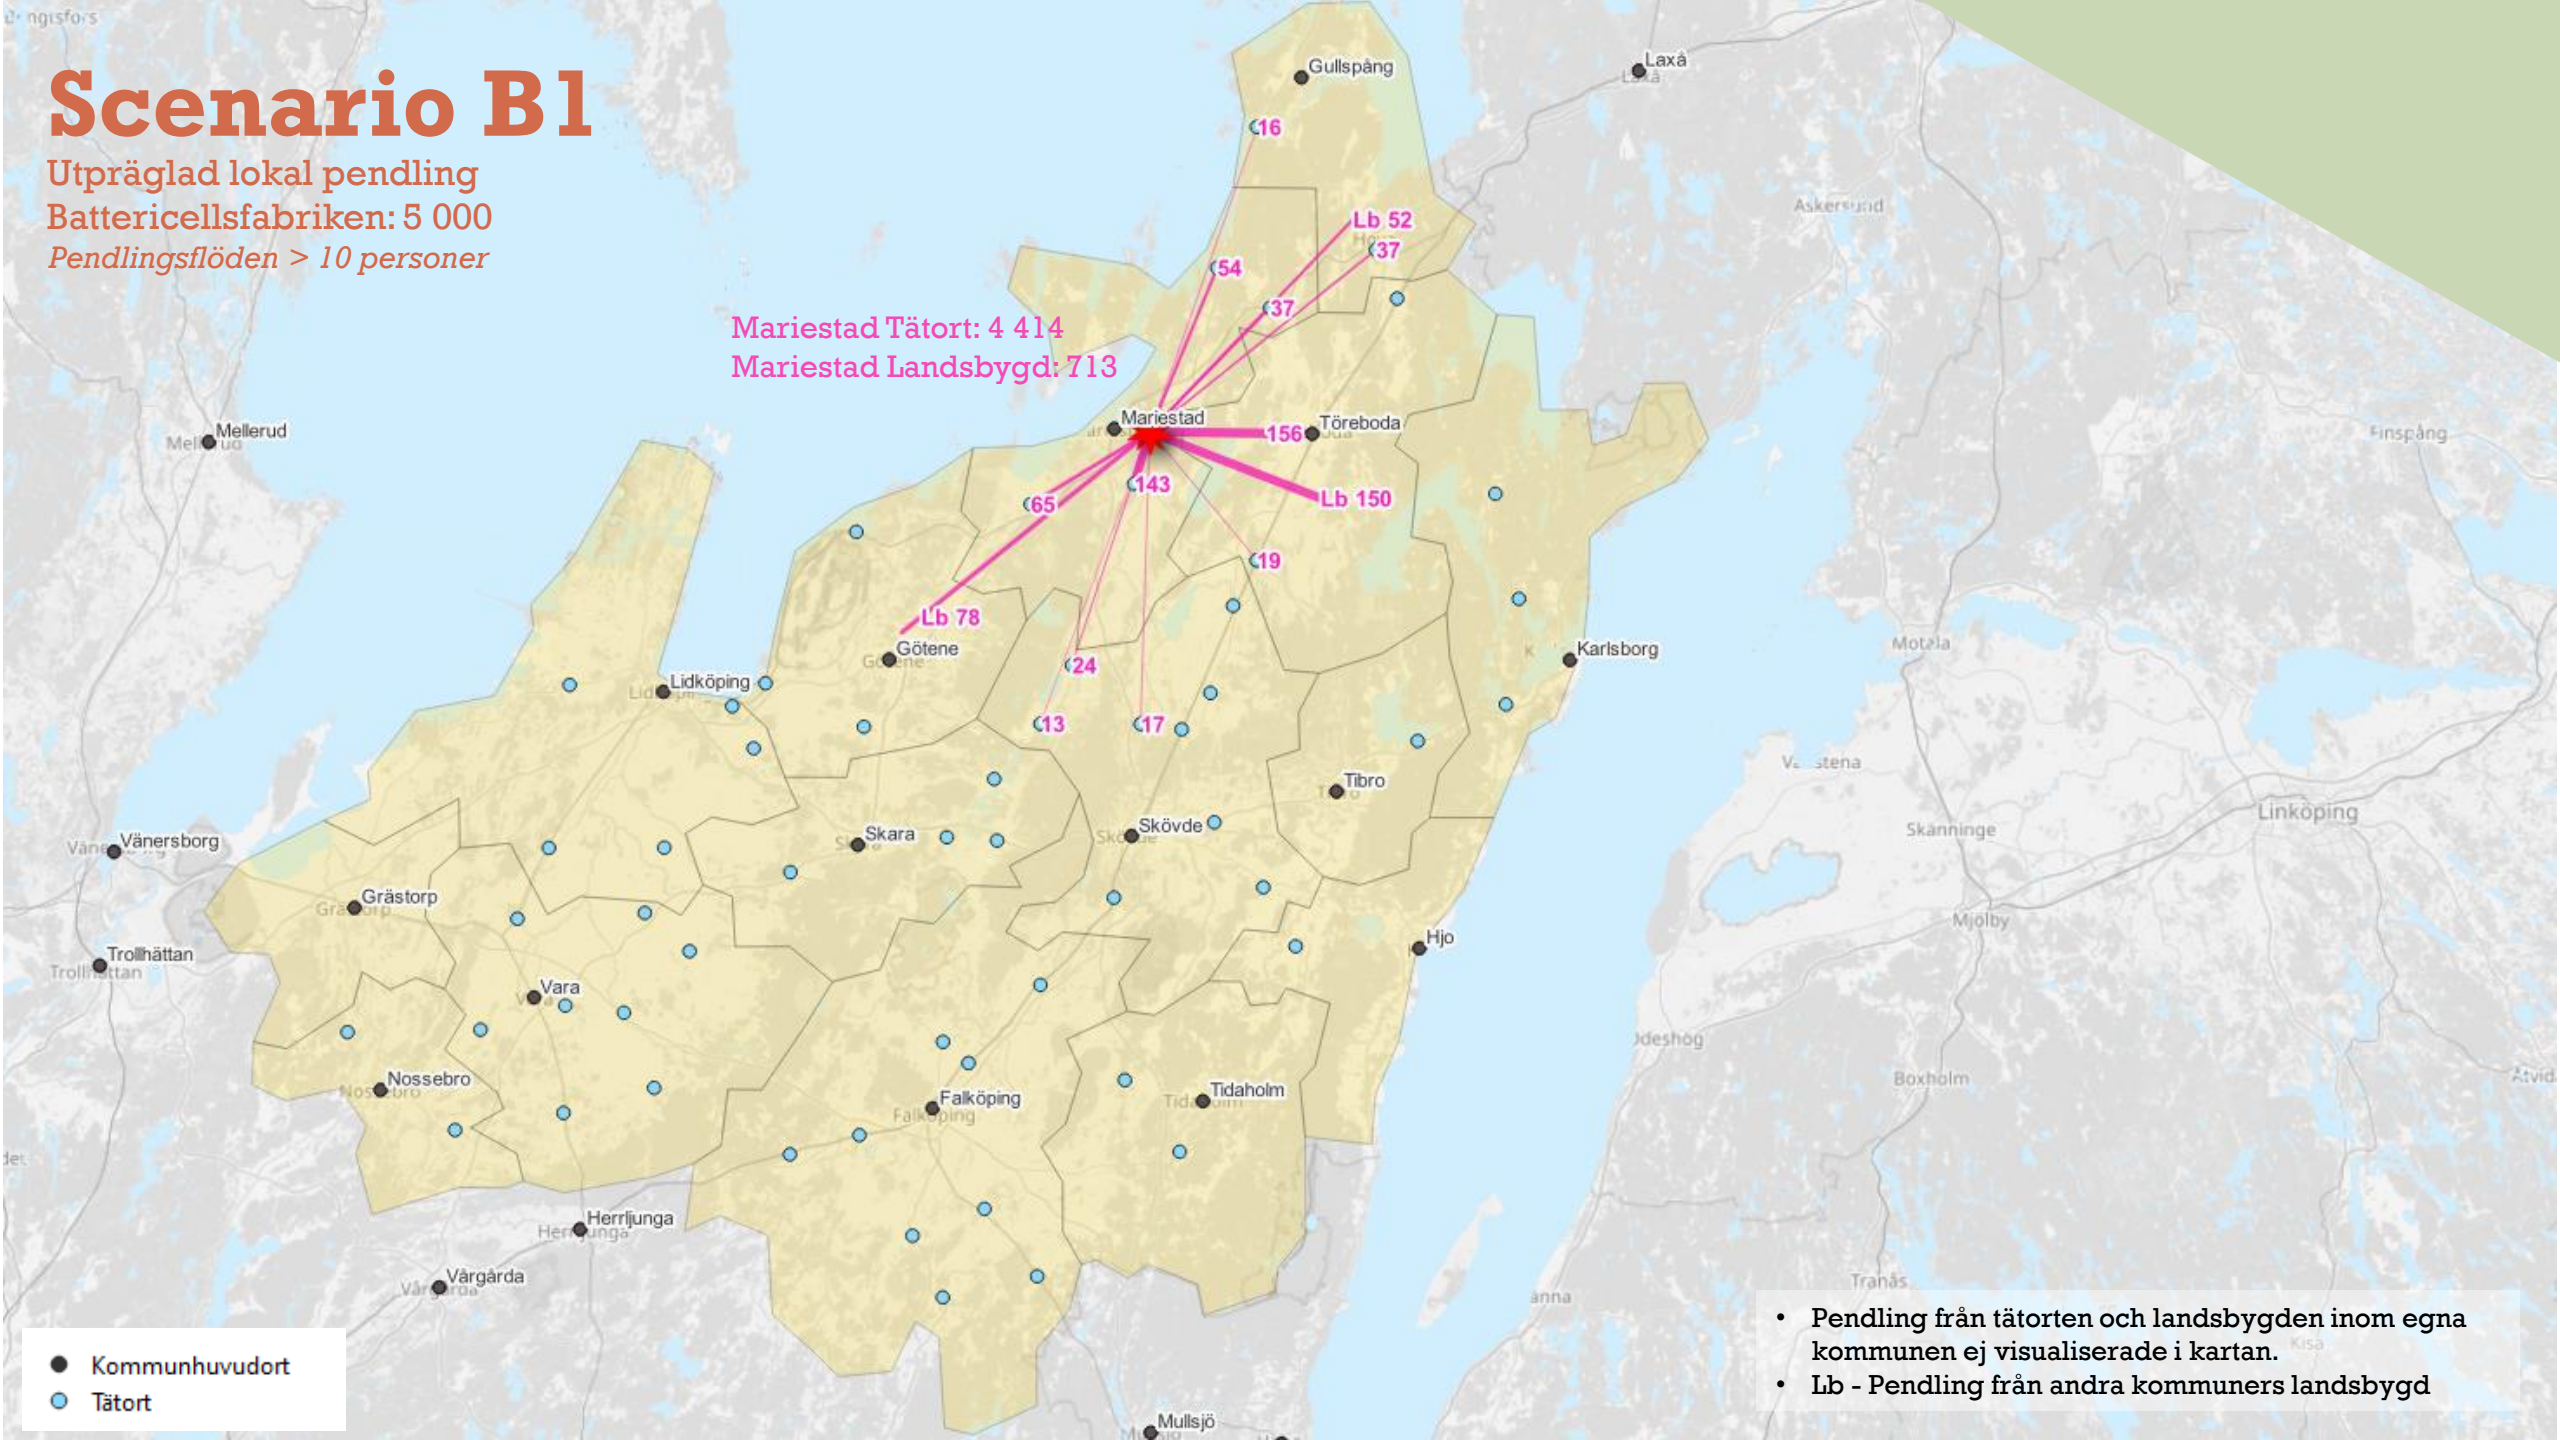 Scenario B1
Utpräglad lokal pendling
Battericellsfabriken: 5 000
Pendlingsflöden > 10 personer
Mariestad Tätort: 4 414
Mariestad Landsbygd: 713
Gullspång
Laxå
16
Askersund
Lb 52
37
54
37
Mellerud
Mariestad
156
Töreboda
Finspång
143
65
Lb 150
19
Lb 78
Götene
Karlsborg
Motala
24
Lidköping
13
17
Tibro
Linköping
Skänninge
Skövde
Skara
Vänersborg
Grästorp
Mjölby
Hjo
Trollhättan
Vara
Boxholm
Nossebro
Falköping
Tidaholm
Herrljunga
Vårgårda
Tranås
Mullsjö
Kommunhuvudort
Tätort
• Pendling från tätorten och landsbygden inom egna
kommunen ej visualiserade i kartan.
• Lb - Pendling från andra kommuners landsbygd